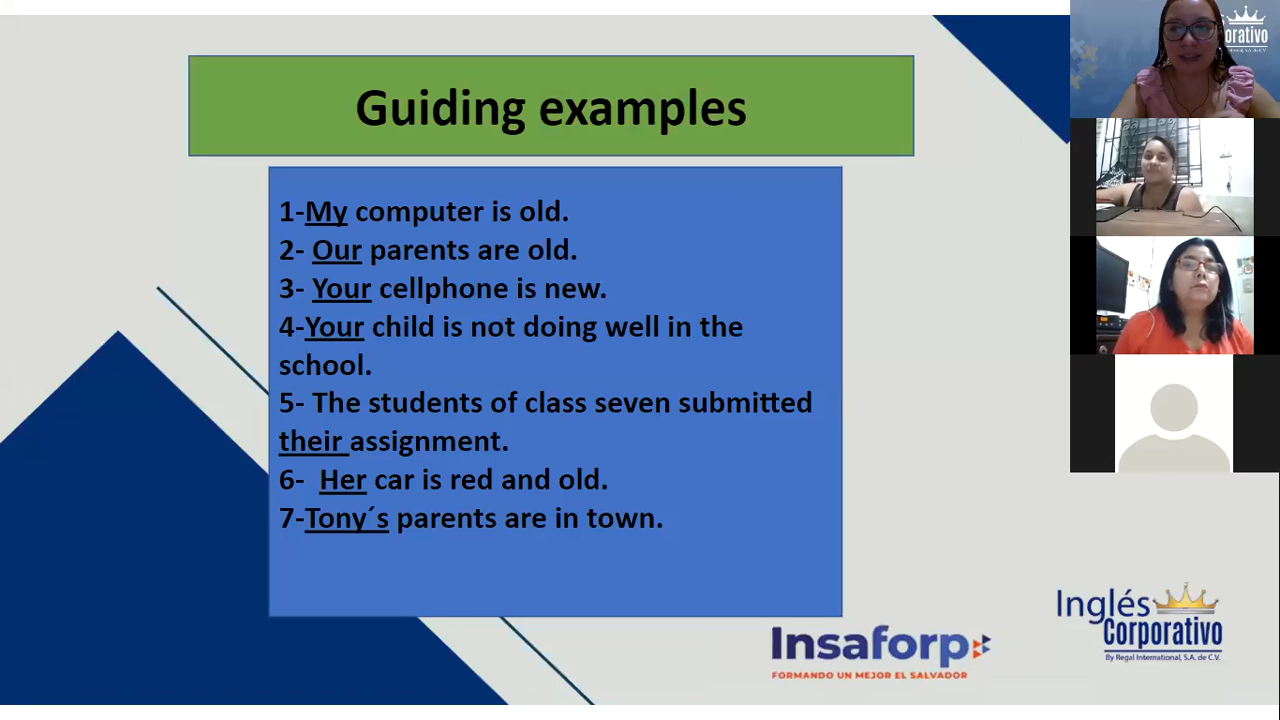 Guiding examples
1-My computer is old.
2- Our parents are old.
3- Your cellphone is new.
4-Your child is not doing well in the
school.
5- The students of class seven submitted
their assignment.
6- Her car is red and old.
7-Tony´s parents are in town.
Insaforp
FORMANDO UN MEJOR EL SALVADOR
Inglés
Corporativo
By Regal International, S.A. de C.V.
orativo